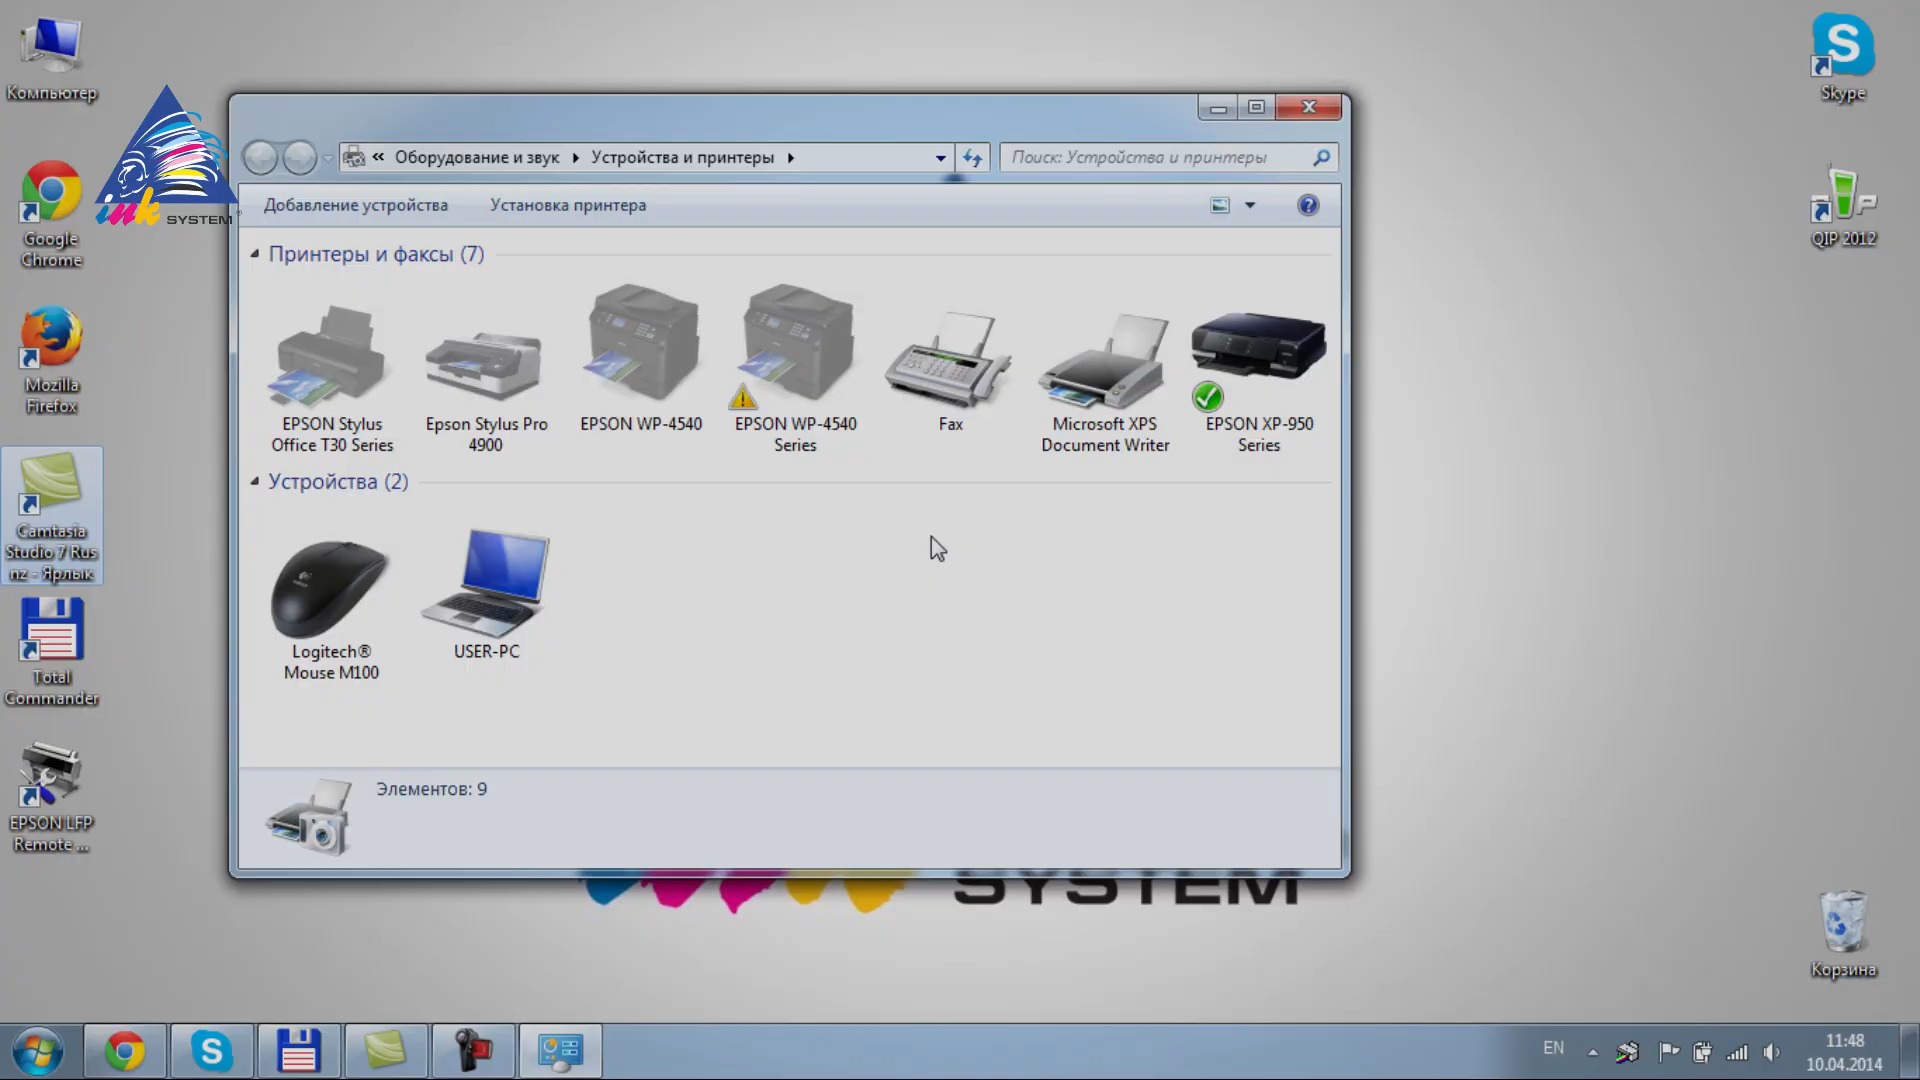 Компьютер
Google
Chrome
Mozilla
Firefox
Camtasia
Studio 7 Rus
nz - Ярлык
Total
Commander
EPSON LFP
Remote ...
ink
SYSTEM
®
« Оборудование и звук ▸ Устройства и принтеры ▸
Поиск: Устройства и принтеры
Добавление устройства
Установка принтера
Принтеры и факсы (7)
EPSON Stylus
Office T30 Series
Epson Stylus Pro
4900
EPSON WP-4540
EPSON WP-4540
Series
Fax
Microsoft XPS
Document Writer
EPSON XP-950
Series
Устройства (2)
Logitech®
Mouse M100
USER-PC
Элементов: 9
SYSTEM
Skype
QIP 2012
Корзина
EN
11:48
10.04.2014